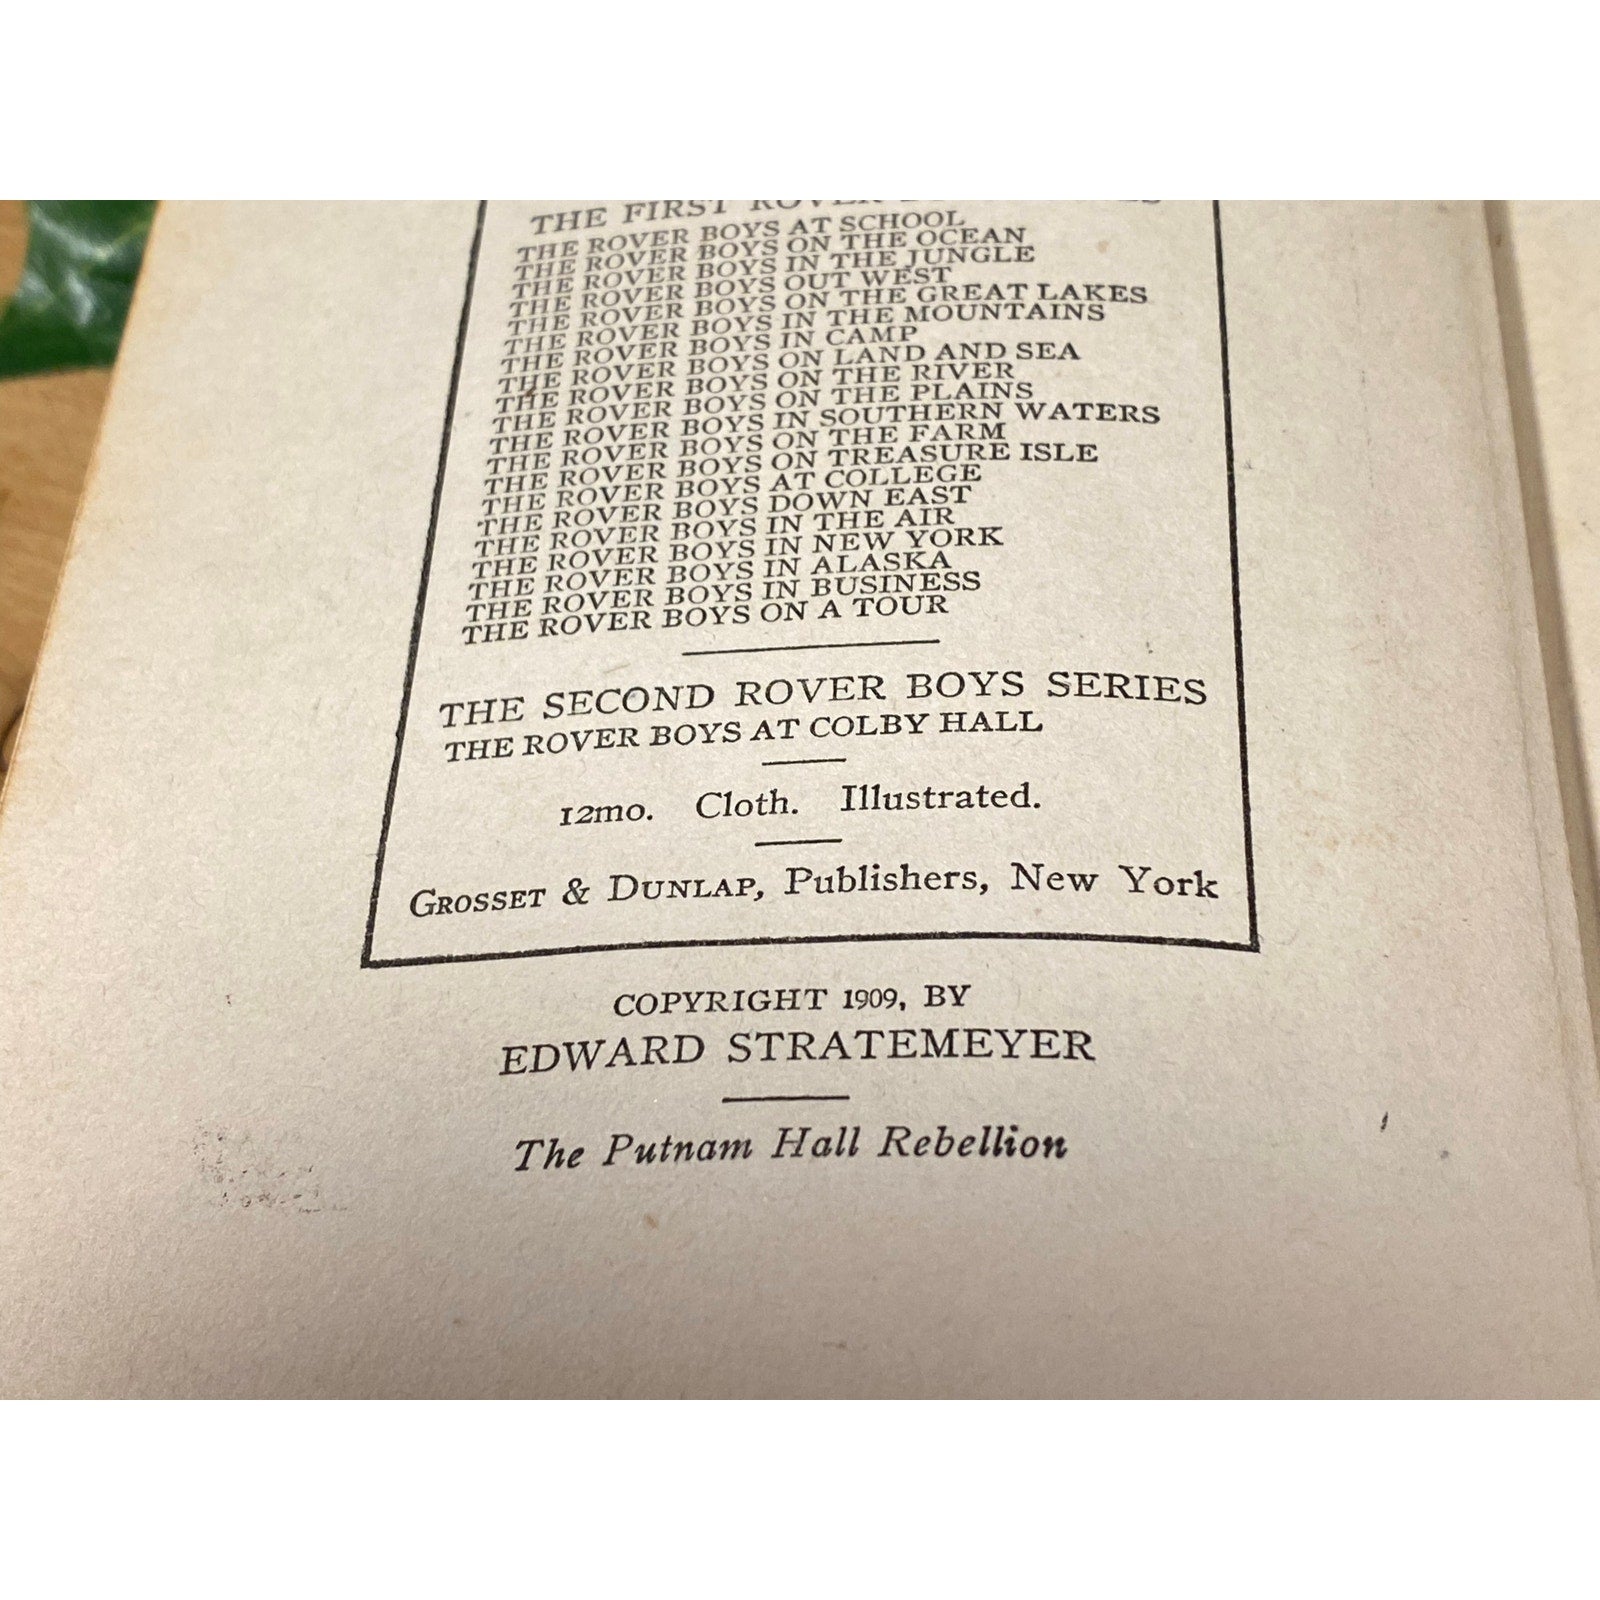 THE FIRST ROVER
THE ROVER BOYS AT SCHOOL
THE ROVER BOYS ON THE OCEAN
THE ROVER BOYS IN THE JUNGLE
THE ROVER BOYS OUT WEST
THE ROVER BOYS ON THE GREAT LAKES
THE ROVER BOYS IN THE MOUNTAINS
THE ROVER BOYS IN CAMP
THE ROVER BOYS ON LAND AND SEA
THE ROVER BOYS ON THE RIVER
THE ROVER BOYS ON THE PLAINS
THE ROVER BOYS IN SOUTHERN WATERS
THE ROVER BOYS ON THE FARM
THE ROVER BOYS ON TREASURE ISLE
THE ROVER BOYS AT COLLEGE
THE ROVER BOYS DOWN EAST
THE ROVER BOYS IN THE AIR
THE ROVER BOYS IN NEW YORK
THE ROVER BOYS IN ALASKA
THE ROVER BOYS IN BUSINESS
THE ROVER BOYS ON A TOUR
THE SECOND ROVER BOYS SERIES
THE ROVER BOYS AT COLBY HALL
12mo. Cloth. Illustrated.
GROSSET & DUNLAP, Publishers, New York
COPYRIGHT 1909, BY
EDWARD STRATEMEYER
The Putnam Hall Rebellion